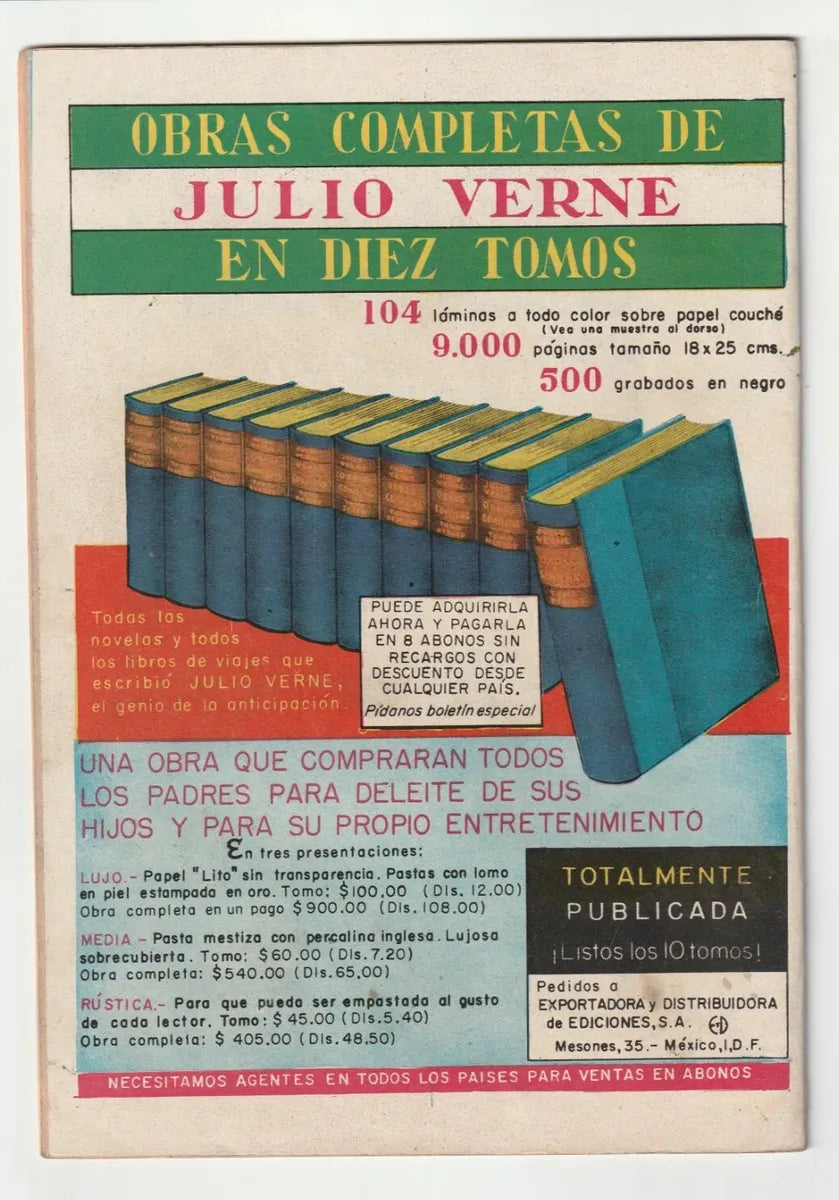 OBRAS COMPLETAS DE
JULIO VERNE
EN DIEZ TOMOS
104 láminas a todo color sobre papel couché
(Vea una muestra al dorso)
9.000 páginas tamaño 18 x 25 cms.
500 grabados en negro
Todas las
novelas y todos
los libros de viajes que
escribió JULIO VERNE,
el genio de la anticipación.
PUEDE ADQUIRIRLA
AHORA Y PAGARLA
EN 8 ABONOS SIN
RECARGOS CON
DESCUENTO DESDE
CUALQUIER PAÍS.
Pídanos boletín especial
UNA OBRA QUE COMPRARAN TODOS
LOS PADRES PARA DELEITE DE SUS
HIJOS Y PARA SU PROPIO ENTRETENIMIENTO
En tres presentaciones:
LUJO.- Papel "Lito" sin transparencia. Pastas con lomo
en piel estampada en oro. Tomo: $100.00 (Dls. 12.00)
Obra completa en un pago $900.00 (Dls. 108.00)
MEDIA - Pasta mestiza con percalina inglesa. Lujosa
sobrecubierta. Tomo: $60.00 (Dls. 7.20)
Obra completa: $540.00 (Dls. 65.00)
RÚSTICA.- Para que pueda ser empastada al gusto
de cada lector. Tomo: $ 45.00 (Dls. 5.40)
Obra completa: $ 405.00 (Dls. 48.50)
TOTALMENTE
PUBLICADA
¡Listos los 10 tomos!
Pedidos a
EXPORTADORA y DISTRIBUIDORA
de EDICIONES, S.A.
Mesones, 35.- México, I, D.F.
NECESITAMOS AGENTES EN TODOS LOS PAISES PARA VENTAS EN ABONOS